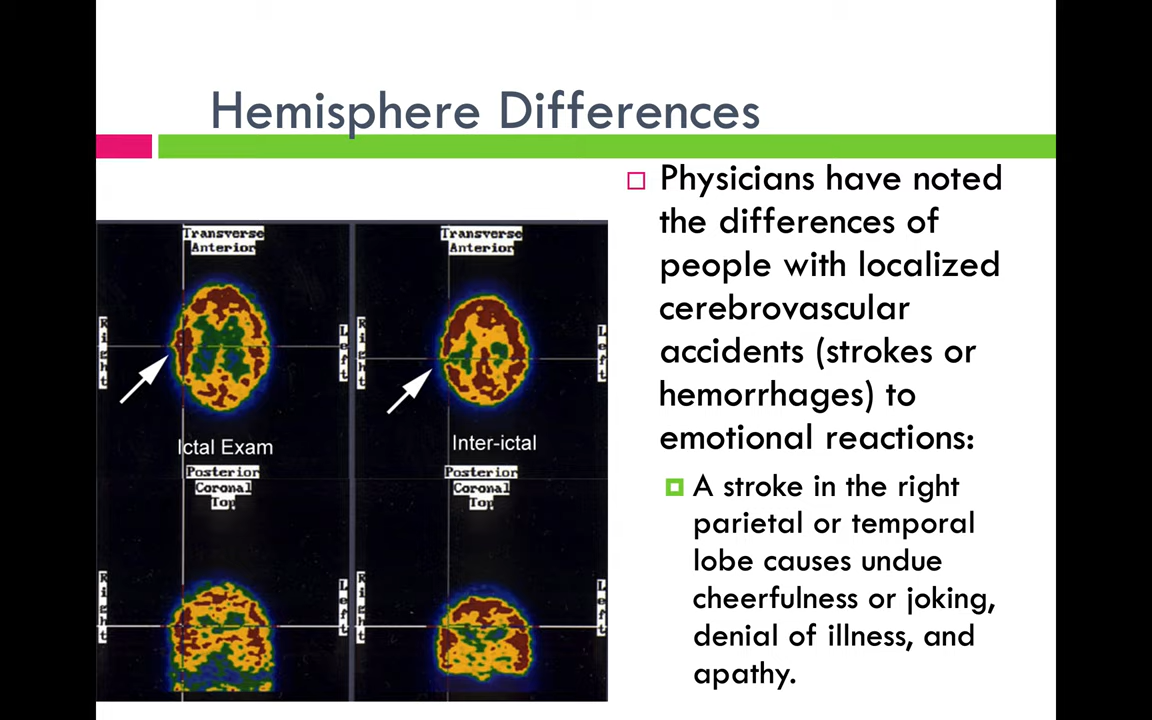 Hemisphere Differences
Physicians have noted
the differences of
people with localized
cerebrovascular
accidents (strokes or
hemorrhages) to
emotional reactions:
A stroke in the right
parietal or temporal
lobe causes undue
cheerfulness or joking,
denial of illness, and
apathy.
Transverse
Anterior
Right
Left
Ictal Exam
Posterior
Coronal
Top
Right
Left
Transverse
Anterior
Right
Left
Inter-ictal
Posterior
Coronal
Top
Right
Left